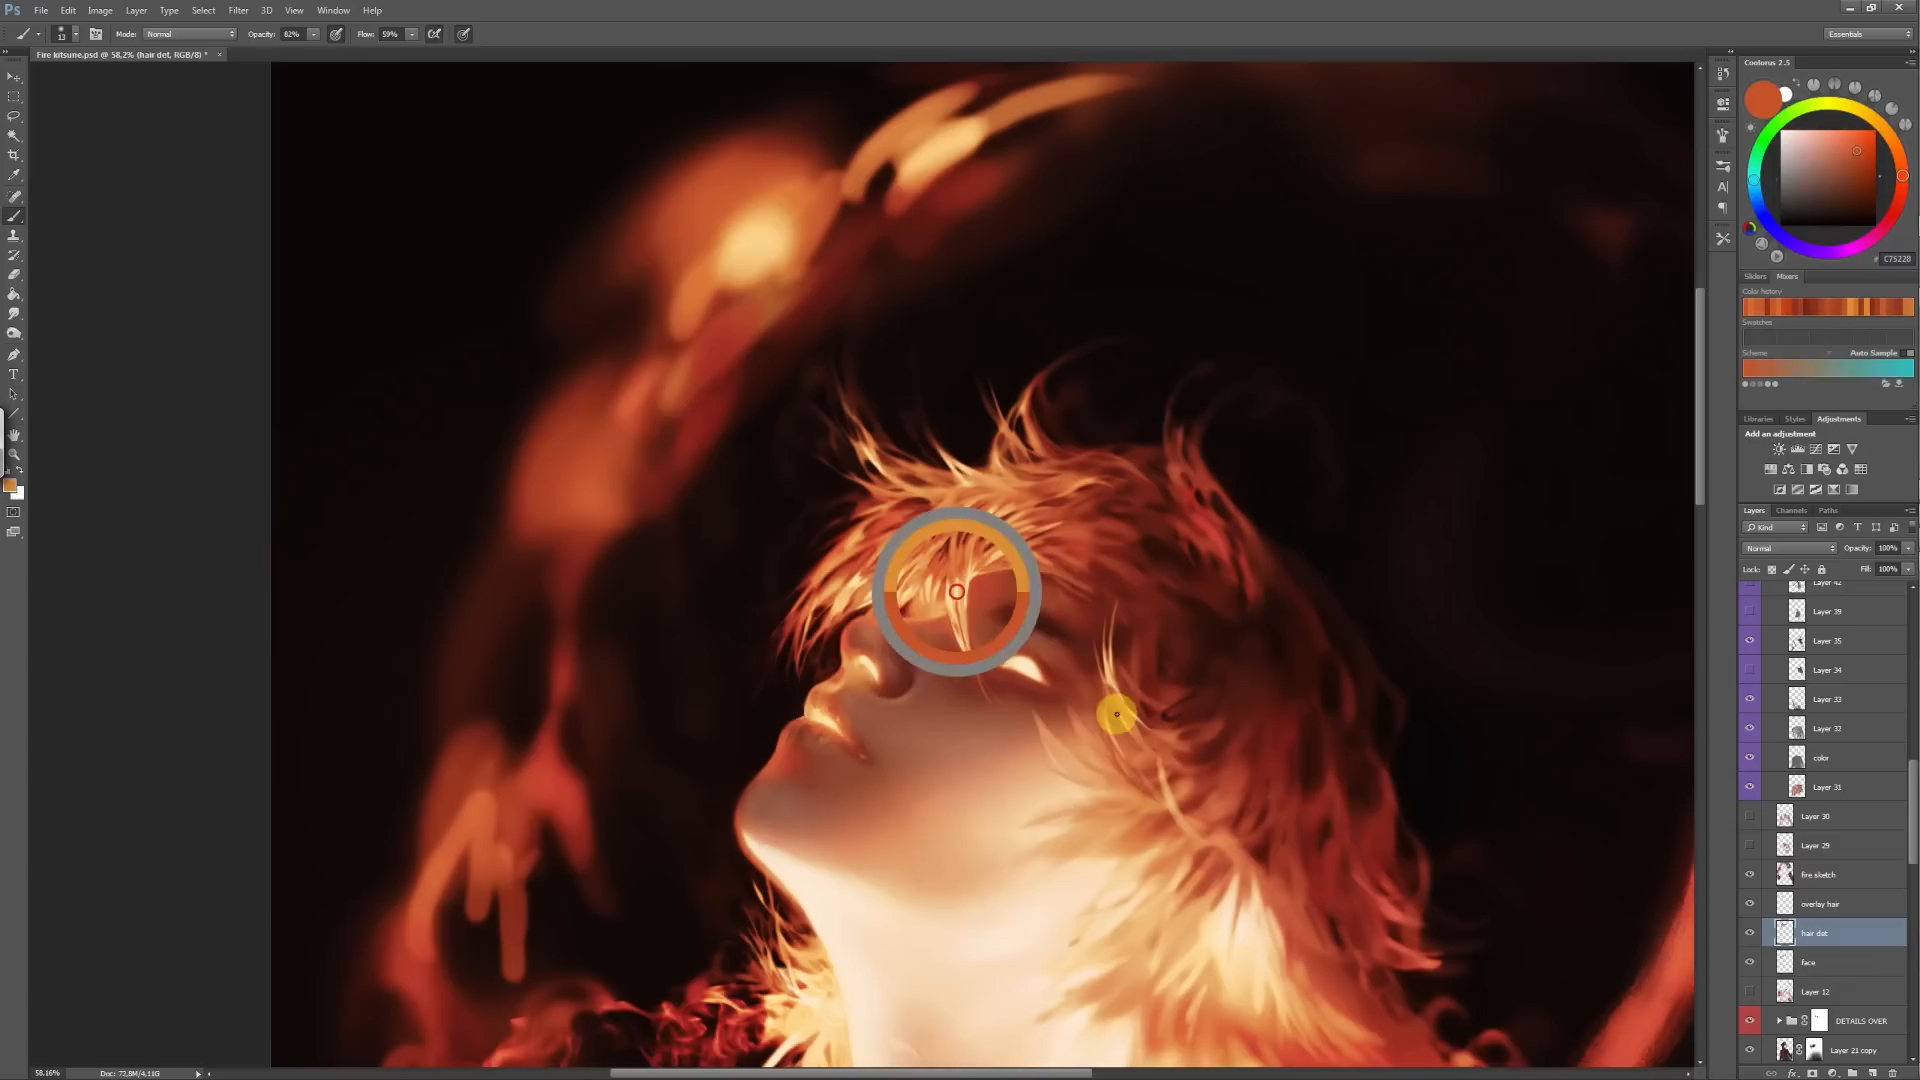 Ps File Edit Image Layer Type Select Filter 3D View Window Help
13 Mode: Normal Opacity: 82% Flow: 59% Essentials
Fire kitsune.psd @ 58,2% (hair det, RGB/8) * ×
Coolorus 2.5
C75228
Sliders Mixers
Color history
Swatches
Scheme Auto Sample
Libraries Styles Adjustments
Add an adjustment
Layers Channels Paths
Kind
Normal Opacity: 100%
Lock: Fill: 100%
Layer 42
Layer 39
Layer 35
Layer 34
Layer 33
Layer 32
color
Layer 31
Layer 30
Layer 29
fire sketch
overlay hair
hair det
face
Layer 12
DETAILS OVER
Layer 21 copy
58.16% Doc: 72,8M/4,11G